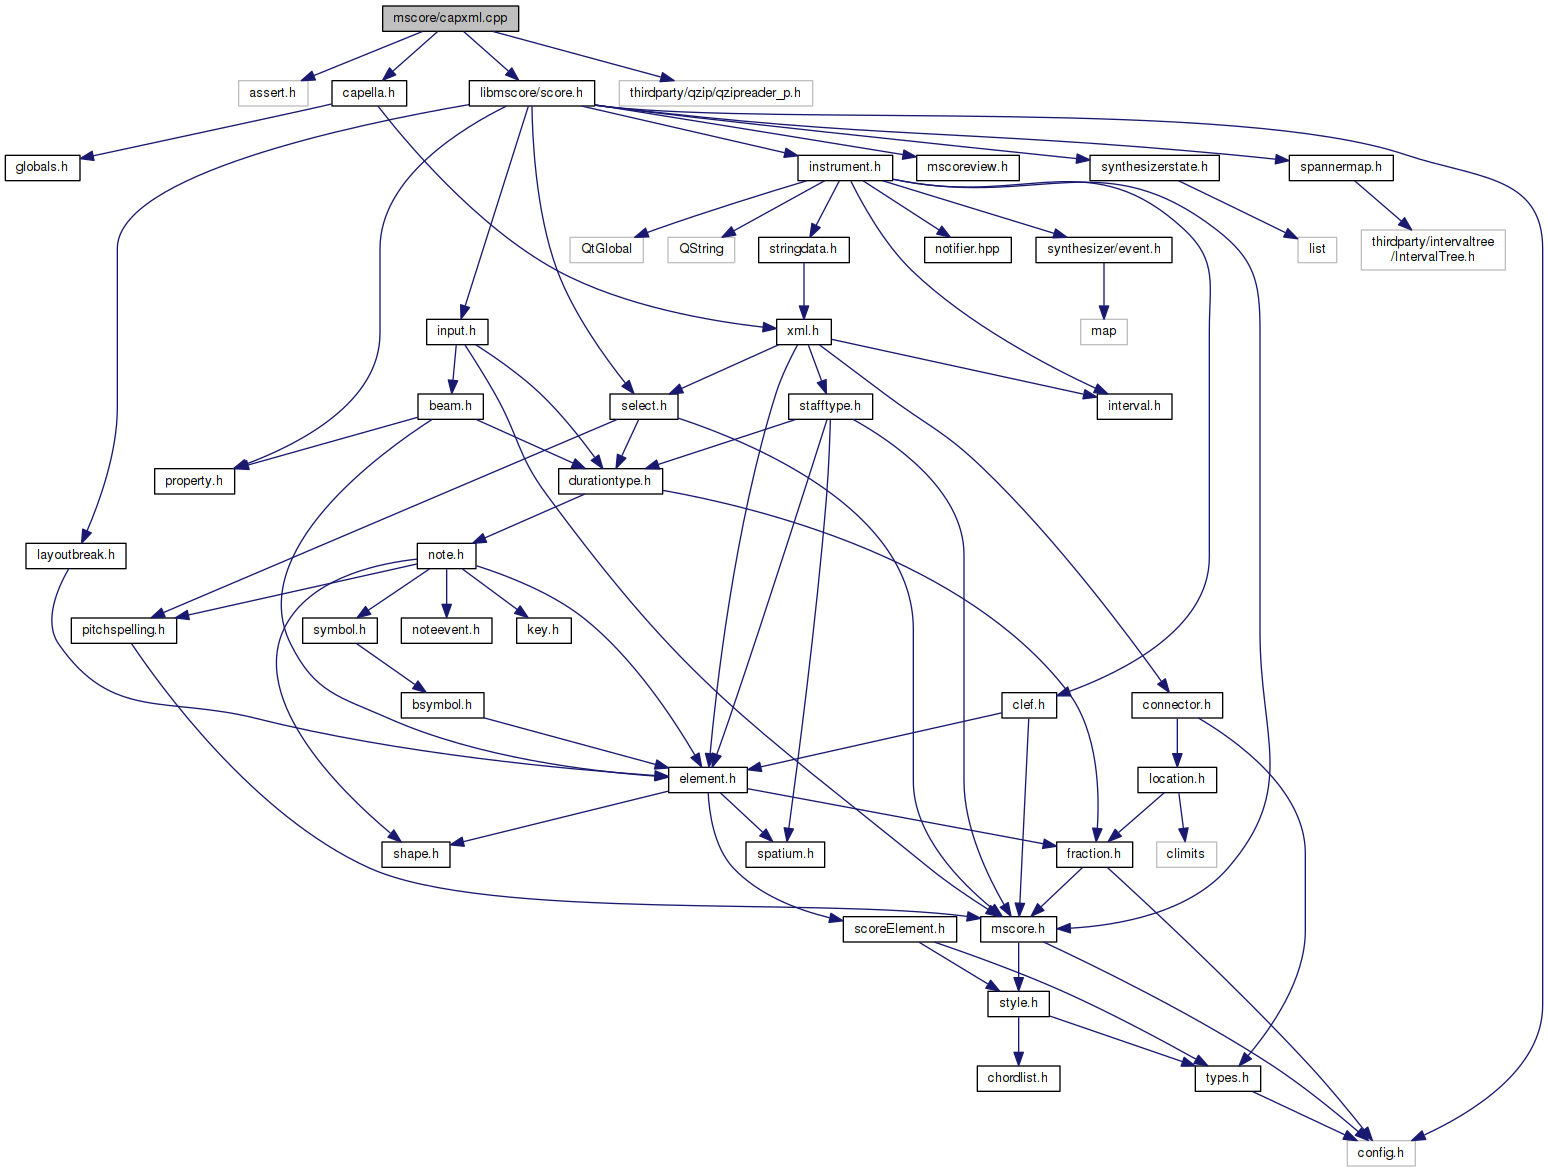 mscore/capxml.cpp
assert.h
capella.h
libmscore/score.h
thirdparty/qzip/qzipreader_p.h
globals.h
instrument.h
mscoreview.h
synthesizerstate.h
spannermap.h
QtGlobal
QString
stringdata.h
notifier.hpp
synthesizer/event.h
list
thirdparty/intervaltree
/IntervalTree.h
input.h
xml.h
map
beam.h
select.h
stafftype.h
interval.h
property.h
durationtype.h
layoutbreak.h
note.h
pitchspelling.h
symbol.h
noteevent.h
key.h
bsymbol.h
clef.h
connector.h
element.h
location.h
shape.h
spatium.h
fraction.h
climits
scoreElement.h
mscore.h
style.h
chordlist.h
types.h
config.h